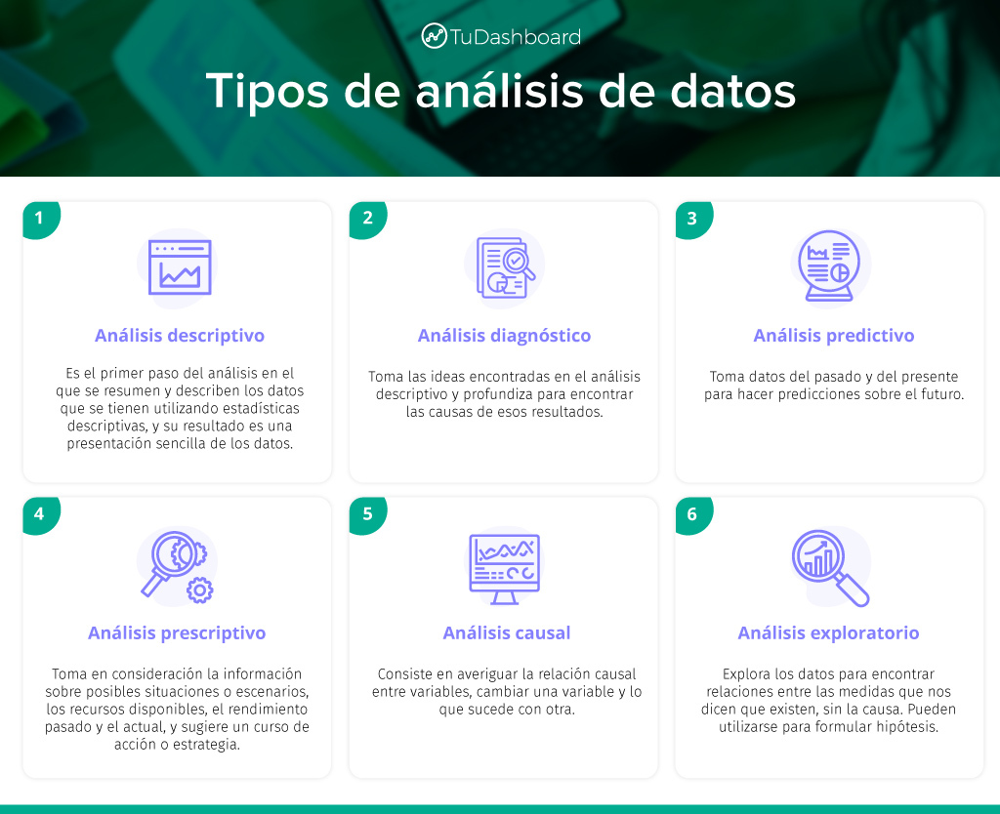 TuDashboard
Tipos de análisis de datos
1
Análisis descriptivo
Es el primer paso del análisis en el
que se resumen y describen los datos
que se tienen utilizando estadísticas
descriptivas, y su resultado es una
presentación sencilla de los datos.
2
Análisis diagnóstico
Toma las ideas encontradas en el análisis
descriptivo y profundiza para encontrar
las causas de esos resultados.
3
Análisis predictivo
Toma datos del pasado y del presente
para hacer predicciones sobre el futuro.
4
Análisis prescriptivo
Toma en consideración la información
sobre posibles situaciones o escenarios,
los recursos disponibles, el rendimiento
pasado y el actual, y sugiere un curso de
acción o estrategia.
5
Análisis causal
Consiste en averiguar la relación causal
entre variables, cambiar una variable y lo
que sucede con otra.
6
Análisis exploratorio
Explora los datos para encontrar
relaciones entre las medidas que nos
dicen que existen, sin la causa. Pueden
utilizarse para formular hipótesis.